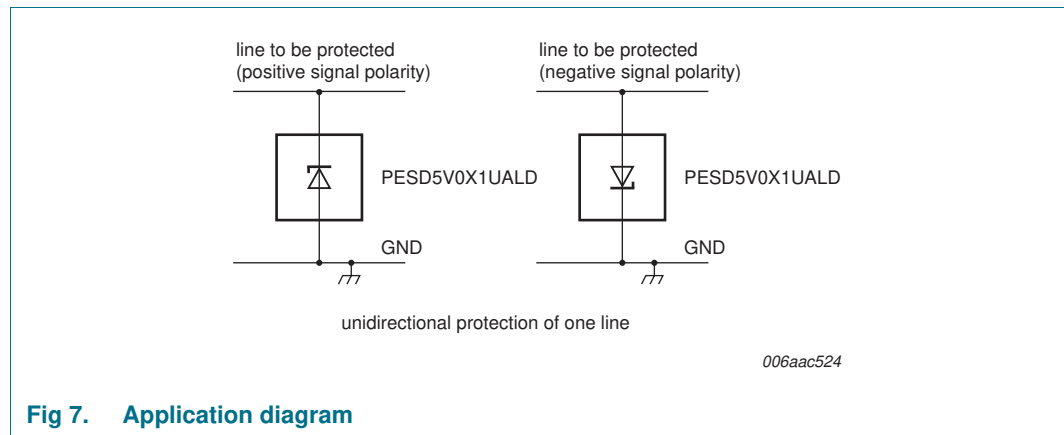 line to be protected
(positive signal polarity)
PESD5V0X1UALD
GND
line to be protected
(negative signal polarity)
PESD5V0X1UALD
GND
unidirectional protection of one line
006aac524
Fig 7. Application diagram